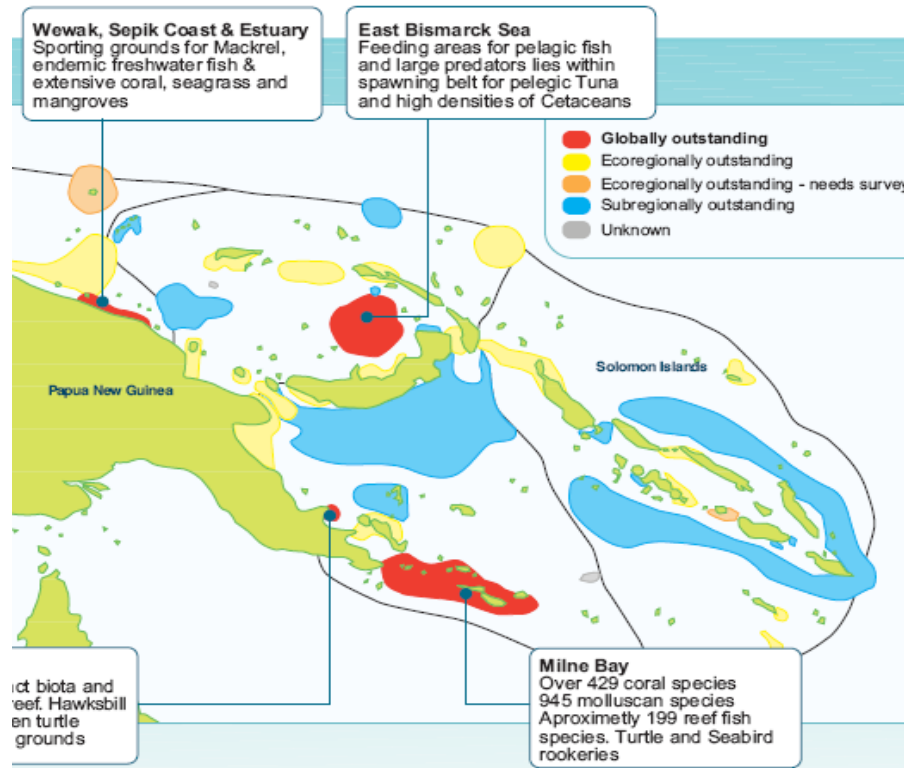 Wewak, Sepik Coast & Estuary
Sporting grounds for Mackrel,
endemic freshwater fish &
extensive coral, seagrass and
mangroves
East Bismarck Sea
Feeding areas for pelagic fish
and large predators lies within
spawning belt for pelegic Tuna
and high densities of Cetaceans
Globally outstanding
Ecoregionally outstanding
Ecoregionally outstanding - needs survey
Subregionally outstanding
Unknown
Papua New Guinea
Solomon Islands
biota and
reef. Hawksbill
turtle
grounds
Milne Bay
Over 429 coral species
945 molluscan species
Aproximetly 199 reef fish
species. Turtle and Seabird
rookeries